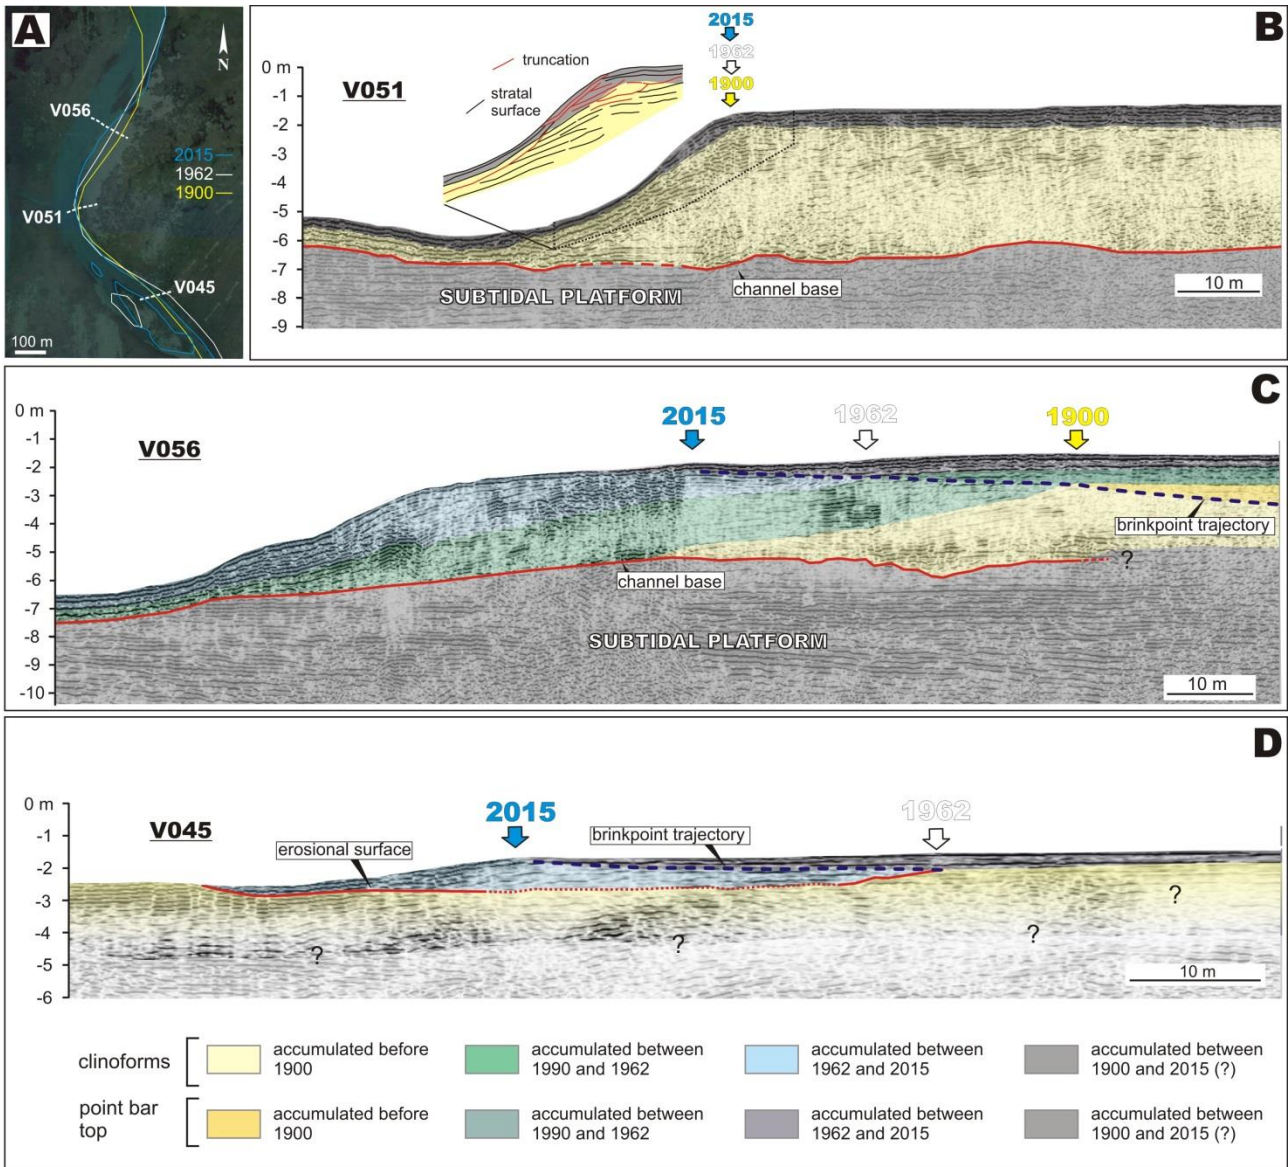 A
N
V056
2015
1962
1900
V051
V045
100 m
B
2015
1962
1900
V051
truncation
stratal
surface
0 m
-1
-2
-3
-4
-5
-6
-7
-8
-9
SUBTIDAL PLATFORM
channel base
10 m
C
0 m
-1
-2
-3
-4
-5
-6
-7
-8
-9
-10
V056
2015
1962
1900
brinkpoint trajectory
?
channel base
SUBTIDAL PLATFORM
10 m
D
0 m
-1
-2
-3
-4
-5
-6
V045
2015
1962
erosional surface
brinkpoint trajectory
?
?
?
?
10 m
clinoforms
accumulated before
1900
accumulated between
1990 and 1962
accumulated between
1962 and 2015
accumulated between
1900 and 2015 (?)
point bar
top
accumulated before
1900
accumulated between
1990 and 1962
accumulated between
1962 and 2015
accumulated between
1900 and 2015 (?)